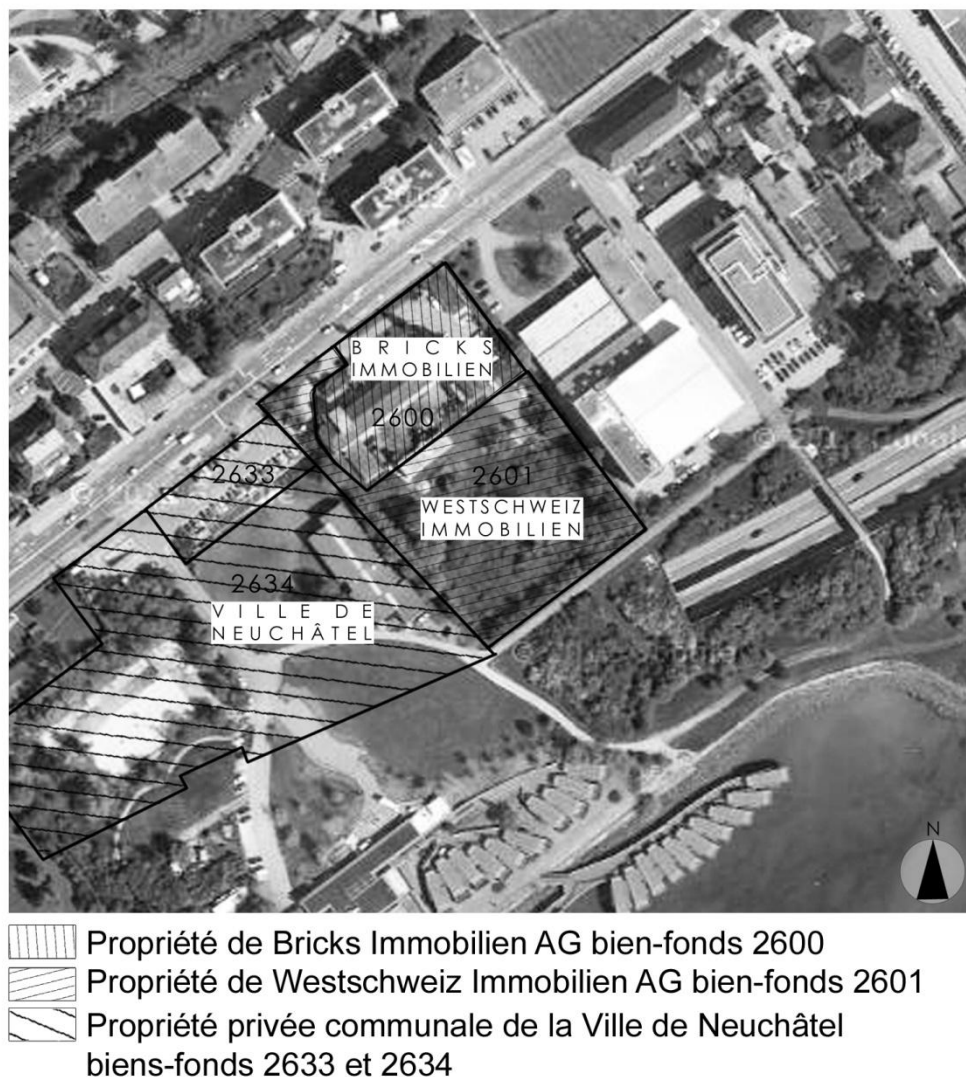 BRICKS
IMMOBILIEN
2600
2633
2601
WESTSCHWEIZ
IMMOBILIEN
2634
VILLE DE
NEUCHÂTEL
N
Propriété de Bricks Immobilien AG bien-fonds 2600
Propriété de Westschweiz Immobilien AG bien-fonds 2601
Propriété privée communale de la Ville de Neuchâtel
biens-fonds 2633 et 2634